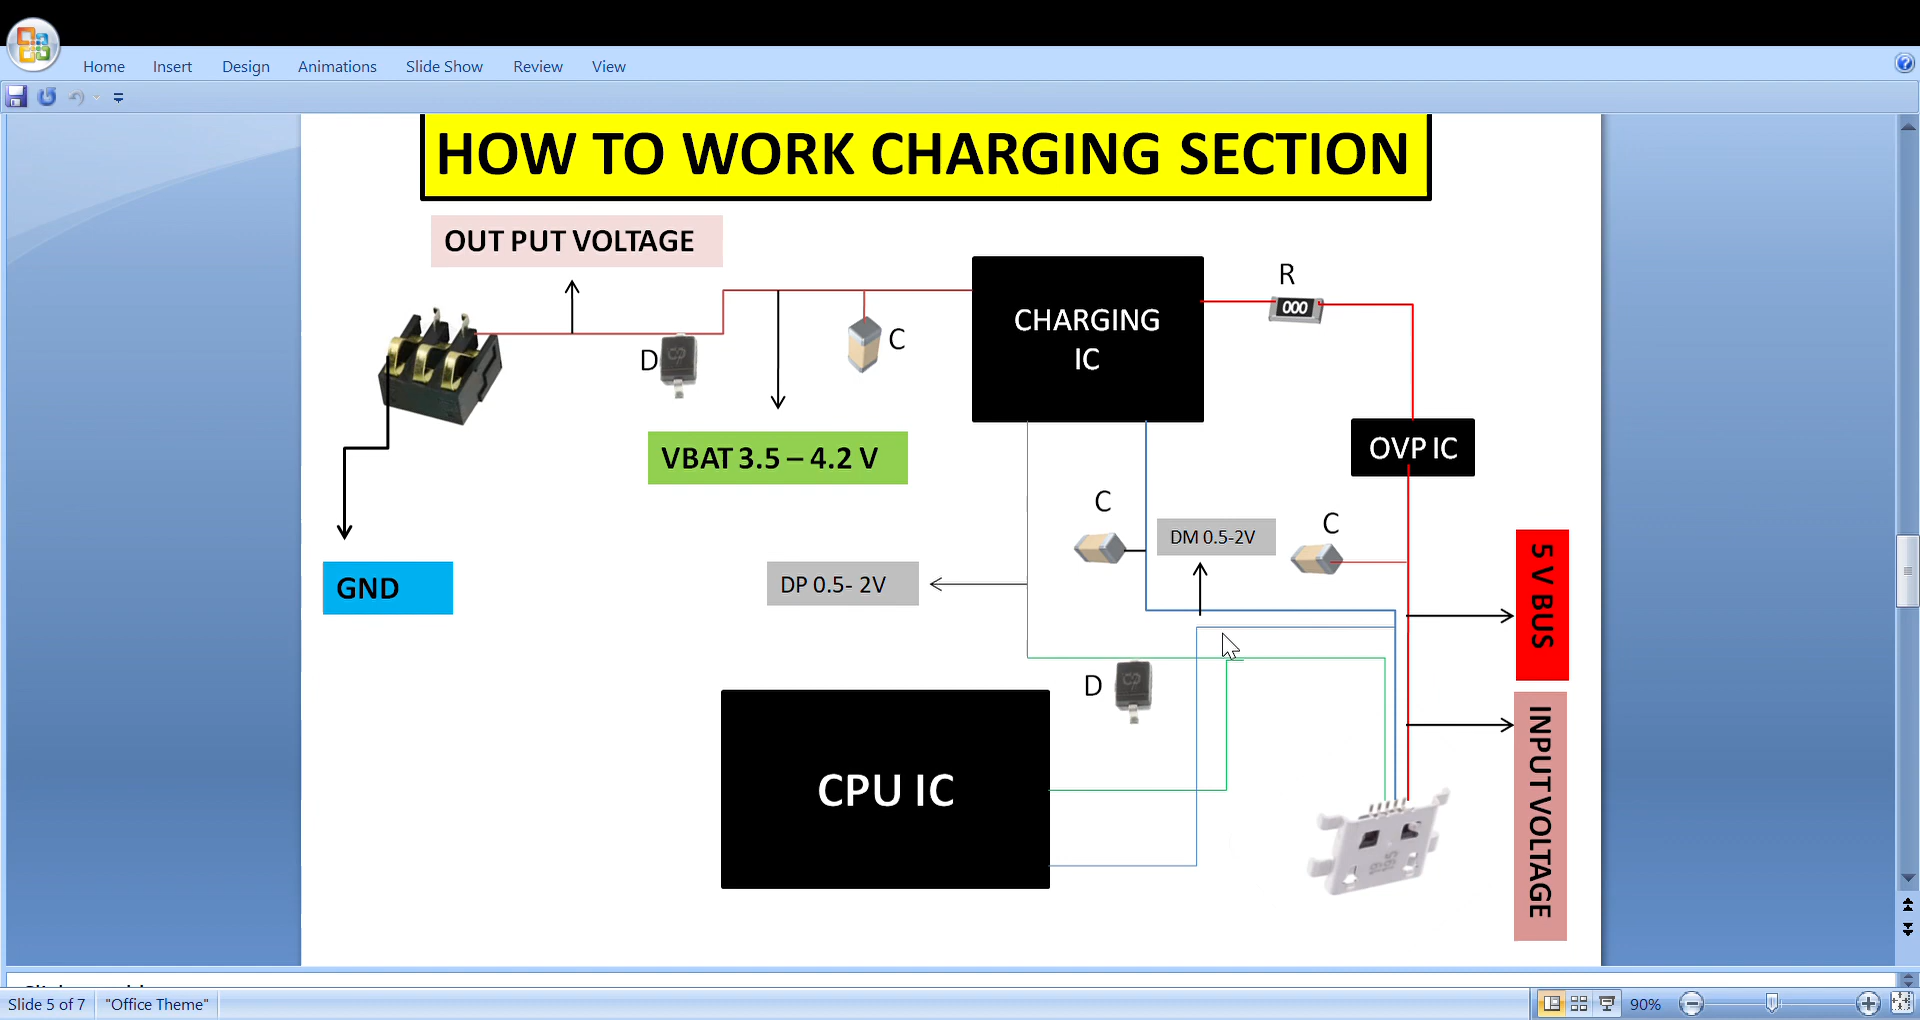 Home Insert Design Animations Slide Show Review View
HOW TO WORK CHARGING SECTION
OUT PUT VOLTAGE
R
000
CHARGING
IC
C
D
OVP IC
VBAT 3.5 – 4.2 V
C
C
DM 0.5-2V
5 V BUS
DP 0.5- 2V
GND
D
INPUT VOLTAGE
CPU IC
Slide 5 of 7 "Office Theme" 90%